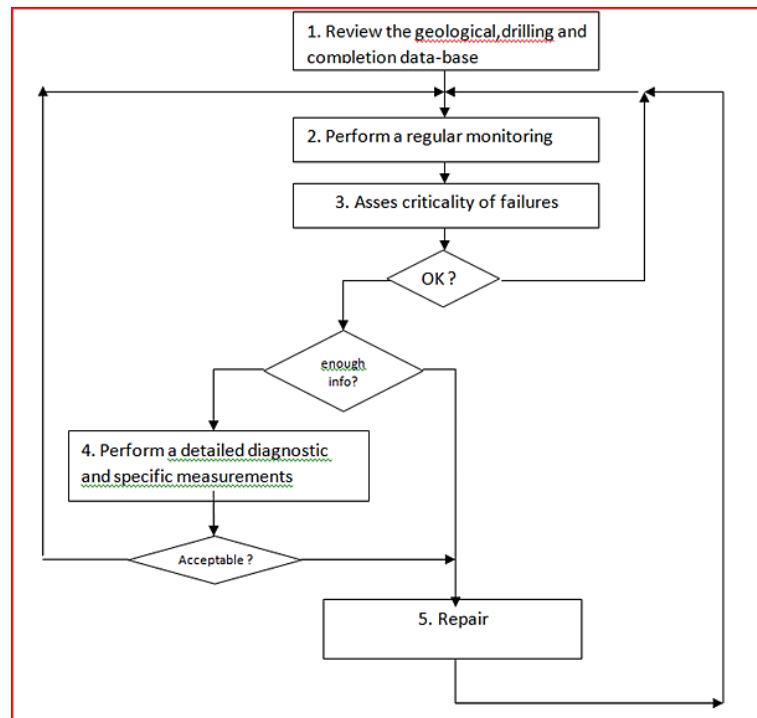 1. Review the geological,drilling and
completion data-base
2. Perform a regular monitoring
3. Asses criticality of failures
OK ?
enough
info?
4. Perform a detailed diagnostic
and specific measurements
Acceptable ?
5. Repair